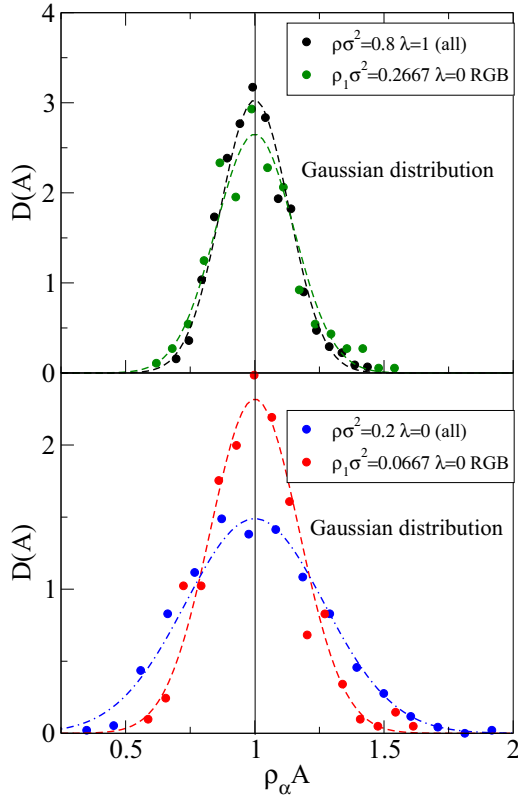 4
ρσ²=0.8 λ=1 (all)
ρ₁σ²=0.2667 λ=0 RGB
3
Gaussian distribution
D(A)
2
1
0
ρσ²=0.2 λ=0 (all)
ρ₁σ²=0.0667 λ=0 RGB
2
Gaussian distribution
D(A)
1
0
0.5 1 1.5 2
ρ_αA